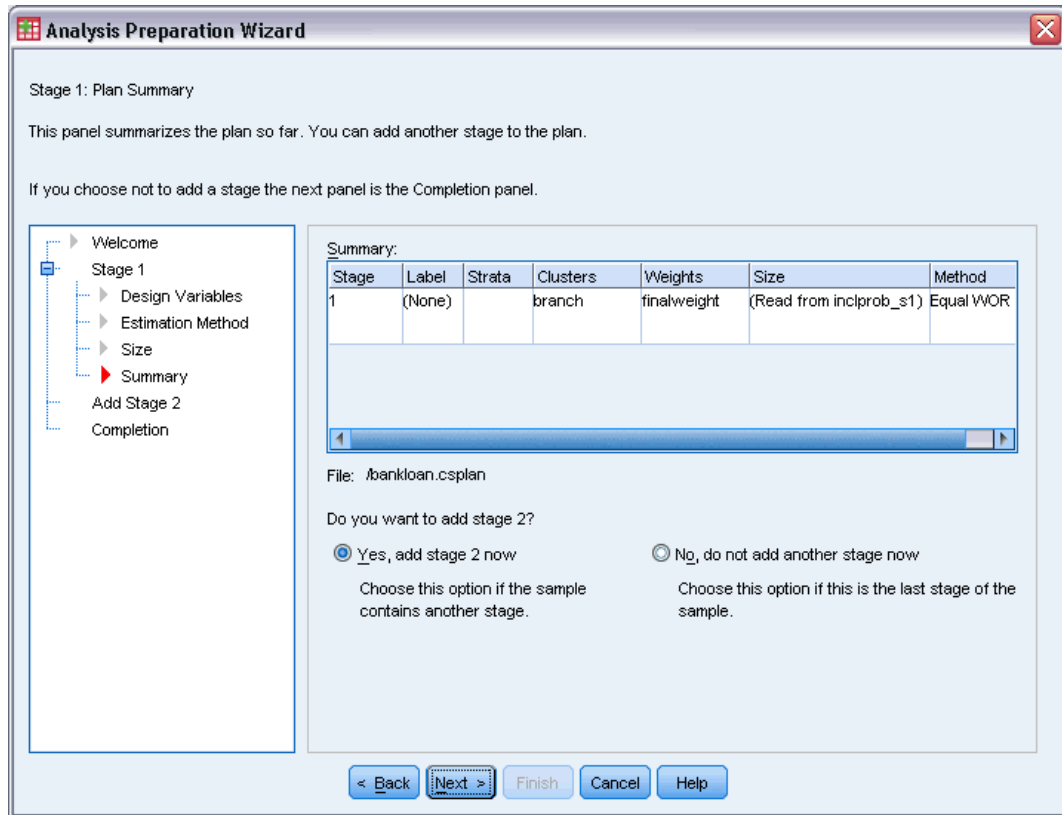 Analysis Preparation Wizard
Stage 1: Plan Summary
This panel summarizes the plan so far. You can add another stage to the plan.
If you choose not to add a stage the next panel is the Completion panel.
Welcome
Stage 1
Design Variables
Estimation Method
Size
Summary
Add Stage 2
Completion
Summary:
Stage Label Strata Clusters Weights Size Method
1 (None) branch finalweight (Read from inclprob_s1) Equal WOR
File: /bankloan.csplan
Do you want to add stage 2?
Yes, add stage 2 now
Choose this option if the sample
contains another stage.
No, do not add another stage now
Choose this option if this is the last stage of the
sample.
< Back Next > Finish Cancel Help